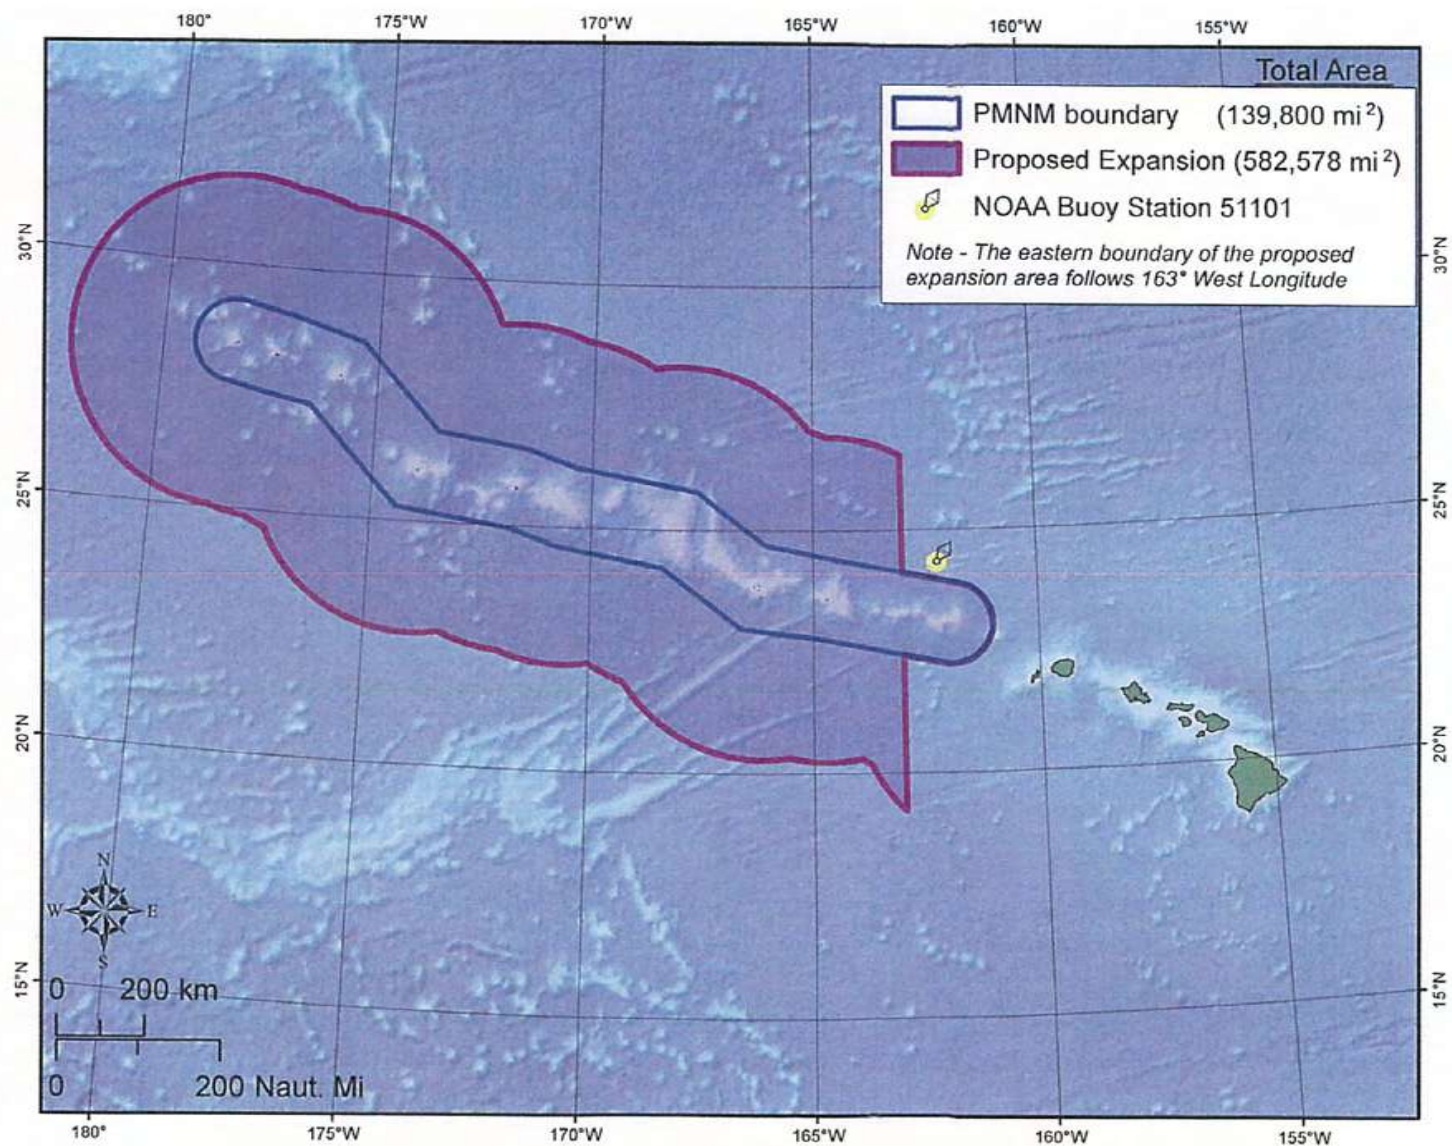 180°
175°W
170°W
165°W
160°W
155°W
Total Area
PMNM boundary (139,800 mi²)
Proposed Expansion (582,578 mi²)
NOAA Buoy Station 51101
Note - The eastern boundary of the proposed
expansion area follows 163° West Longitude
30°N
30°N
25°N
25°N
20°N
20°N
15°N
15°N
N
W
E
S
0 200 km
0 200 Naut. Mi
180°
175°W
170°W
165°W
160°W
155°W